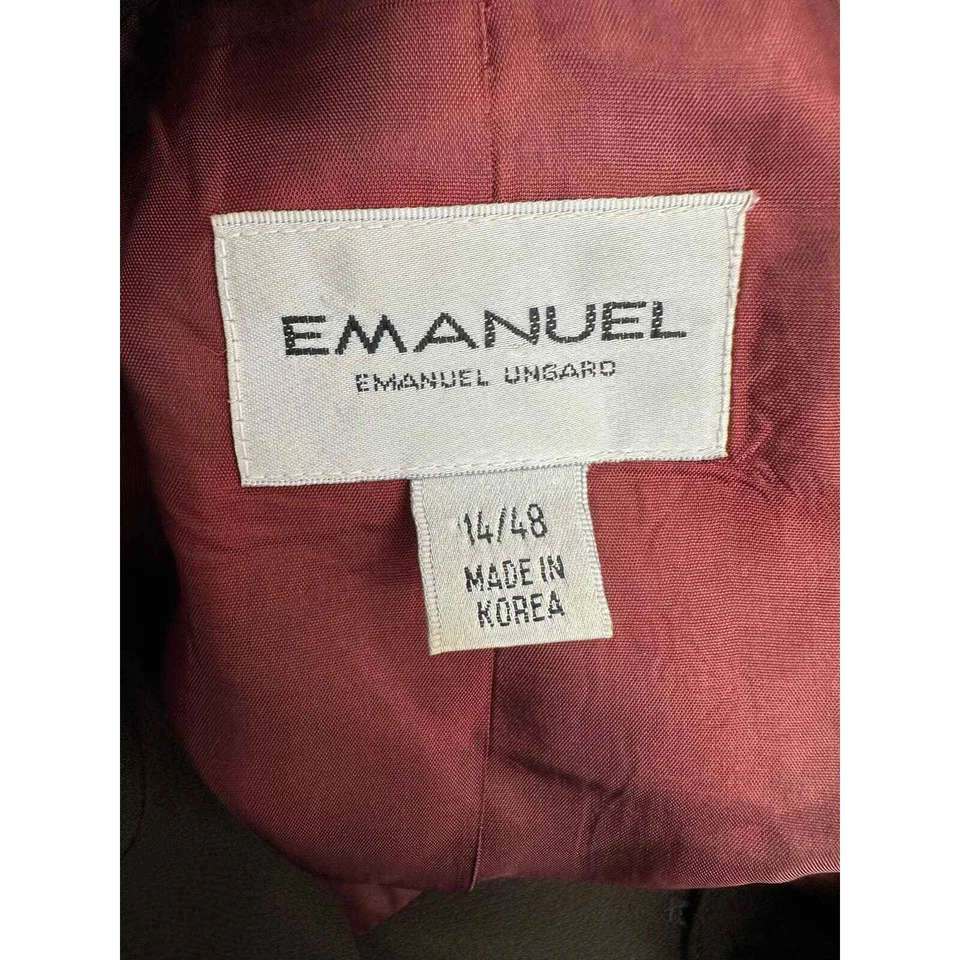 EMANUEL
EMANUEL UNGARO
14/48
MADE IN
KOREA